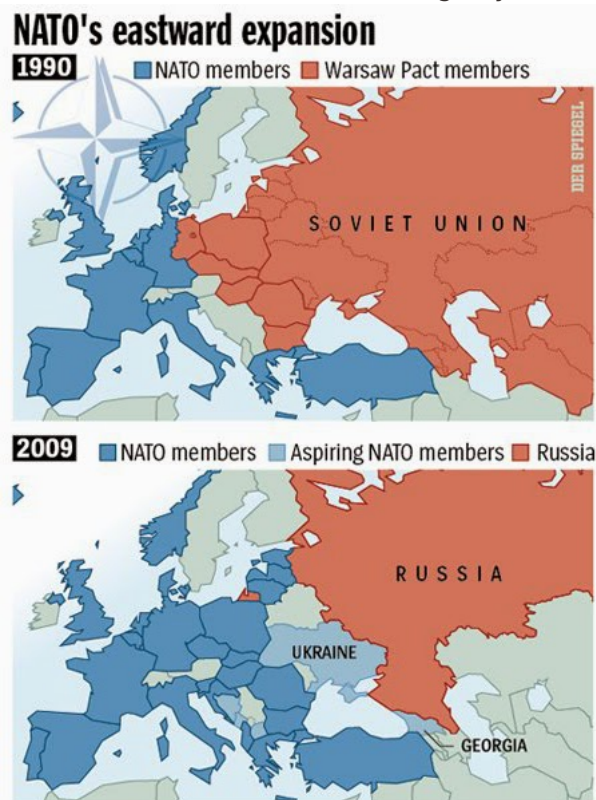 NATO's eastward expansion
1990
NATO members Warsaw Pact members
DER SPIEGEL
SOVIET UNION
2009
NATO members Aspiring NATO members Russia
RUSSIA
UKRAINE
GEORGIA